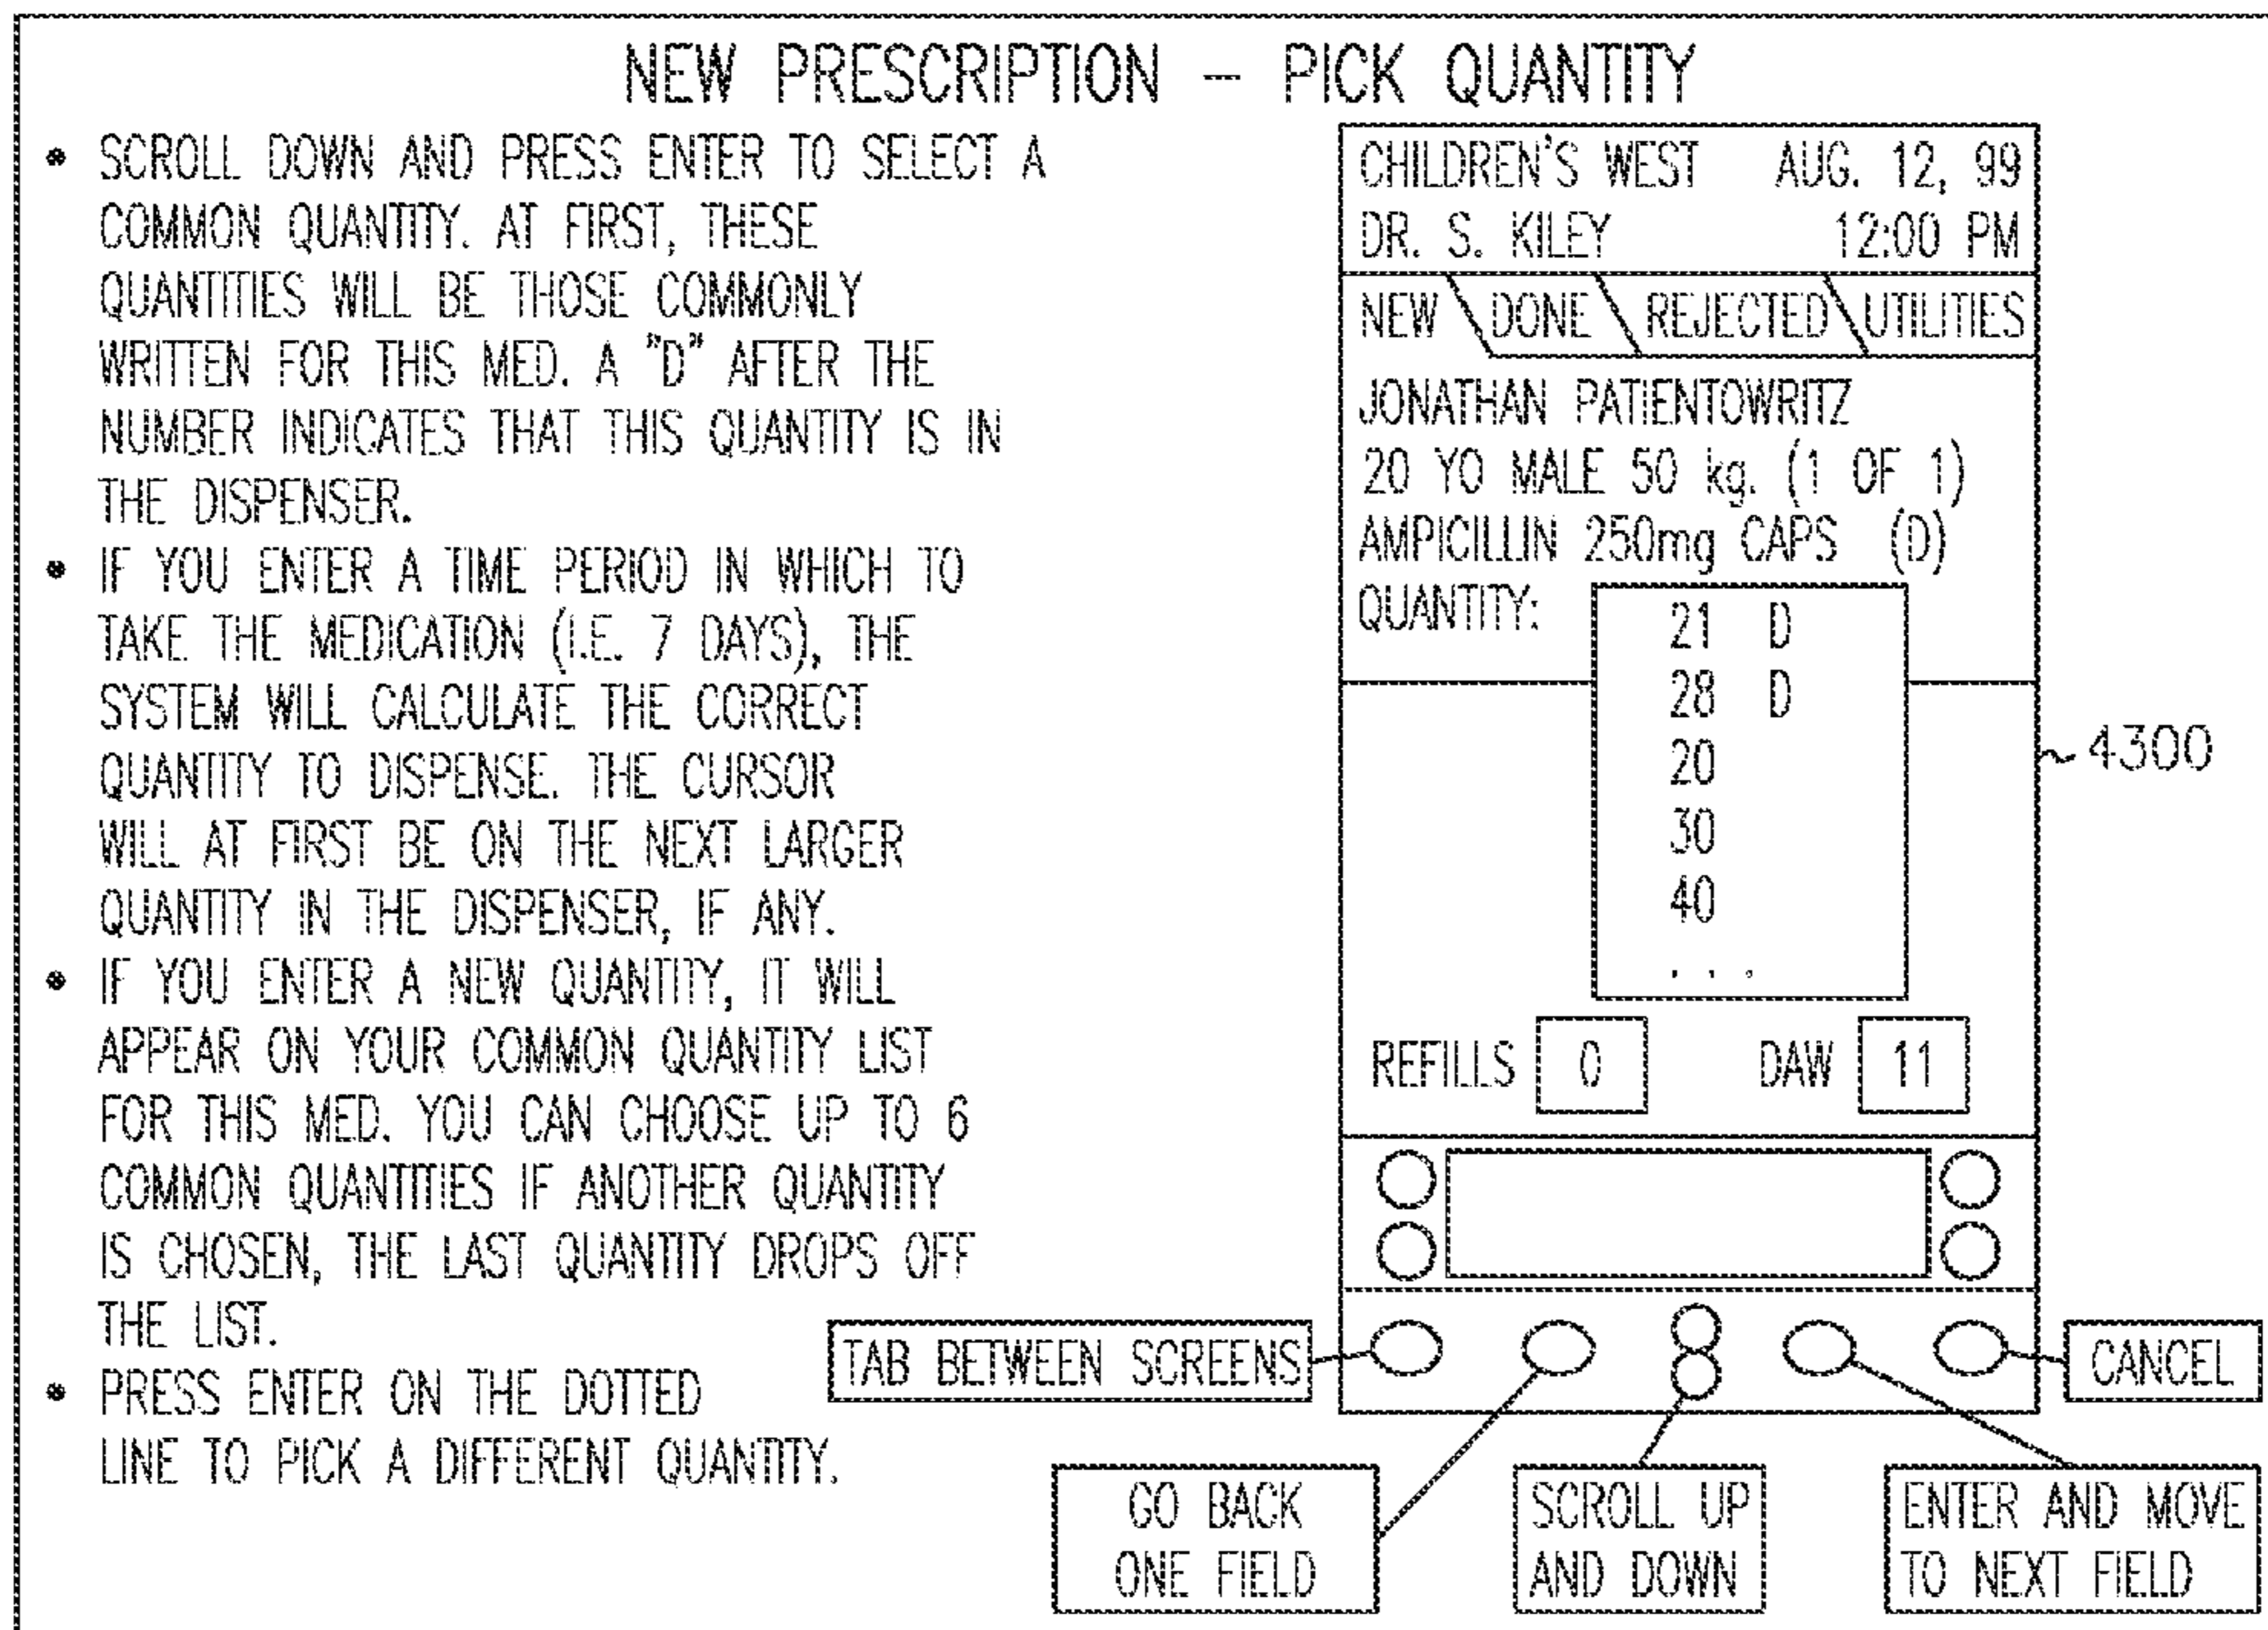 NEW PRESCRIPTION — PICK QUANTITY
• SCROLL DOWN AND PRESS ENTER TO SELECT A
COMMON QUANTITY. AT FIRST, THESE
QUANTITIES WILL BE THOSE COMMONLY
WRITTEN FOR THIS MED. A "D" AFTER THE
NUMBER INDICATES THAT THIS QUANTITY IS IN
THE DISPENSER.
• IF YOU ENTER A TIME PERIOD IN WHICH TO
TAKE THE MEDICATION (I.E. 7 DAYS), THE
SYSTEM WILL CALCULATE THE CORRECT
QUANTITY TO DISPENSE. THE CURSOR
WILL AT FIRST BE ON THE NEXT LARGER
QUANTITY IN THE DISPENSER, IF ANY.
• IF YOU ENTER A NEW QUANTITY, IT WILL
APPEAR ON YOUR COMMON QUANTITY LIST
FOR THIS MED. YOU CAN CHOOSE UP TO 6
COMMON QUANTITIES IF ANOTHER QUANTITY
IS CHOSEN, THE LAST QUANTITY DROPS OFF
THE LIST.
• PRESS ENTER ON THE DOTTED
LINE TO PICK A DIFFERENT QUANTITY.
CHILDREN'S WEST AUG. 12, 99
DR. S. KILEY 12:00 PM
NEW DONE REJECTED UTILITIES
JONATHAN PATIENTOWRITZ
20 YO MALE 50 kg. (1 OF 1)
AMPICILLIN 250mg CAPS (D)
QUANTITY:
21 D
28 D
20
30
40
. . .
4300
REFILLS 0 DAW 11
TAB BETWEEN SCREENS
CANCEL
GO BACK
ONE FIELD
SCROLL UP
AND DOWN
ENTER AND MOVE
TO NEXT FIELD